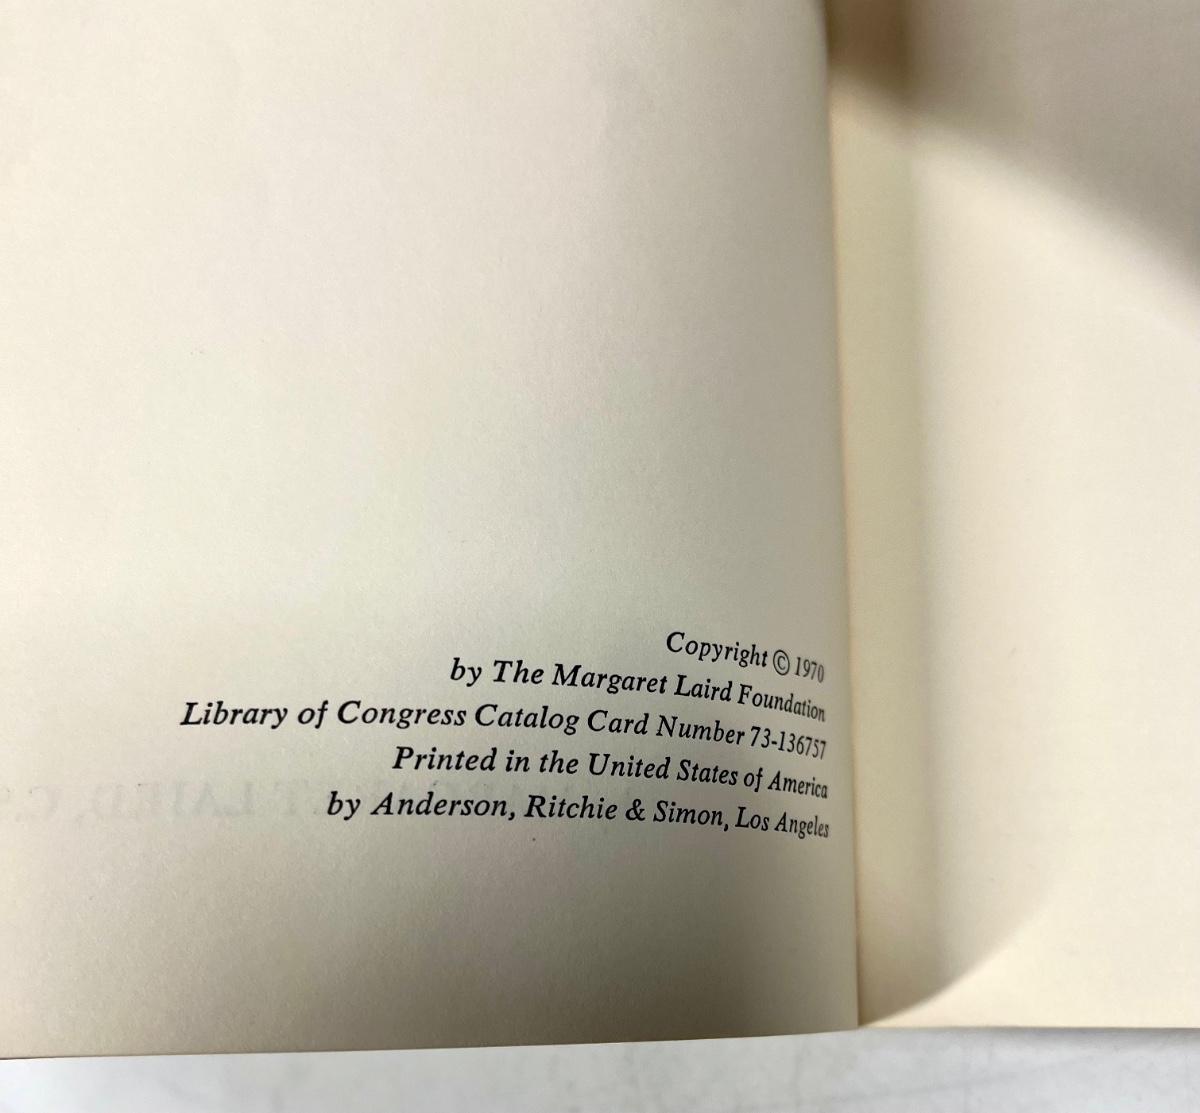 Copyright © 1970
by The Margaret Laird Foundation
Library of Congress Catalog Card Number 73-136757
Printed in the United States of America
by Anderson, Ritchie & Simon, Los Angeles